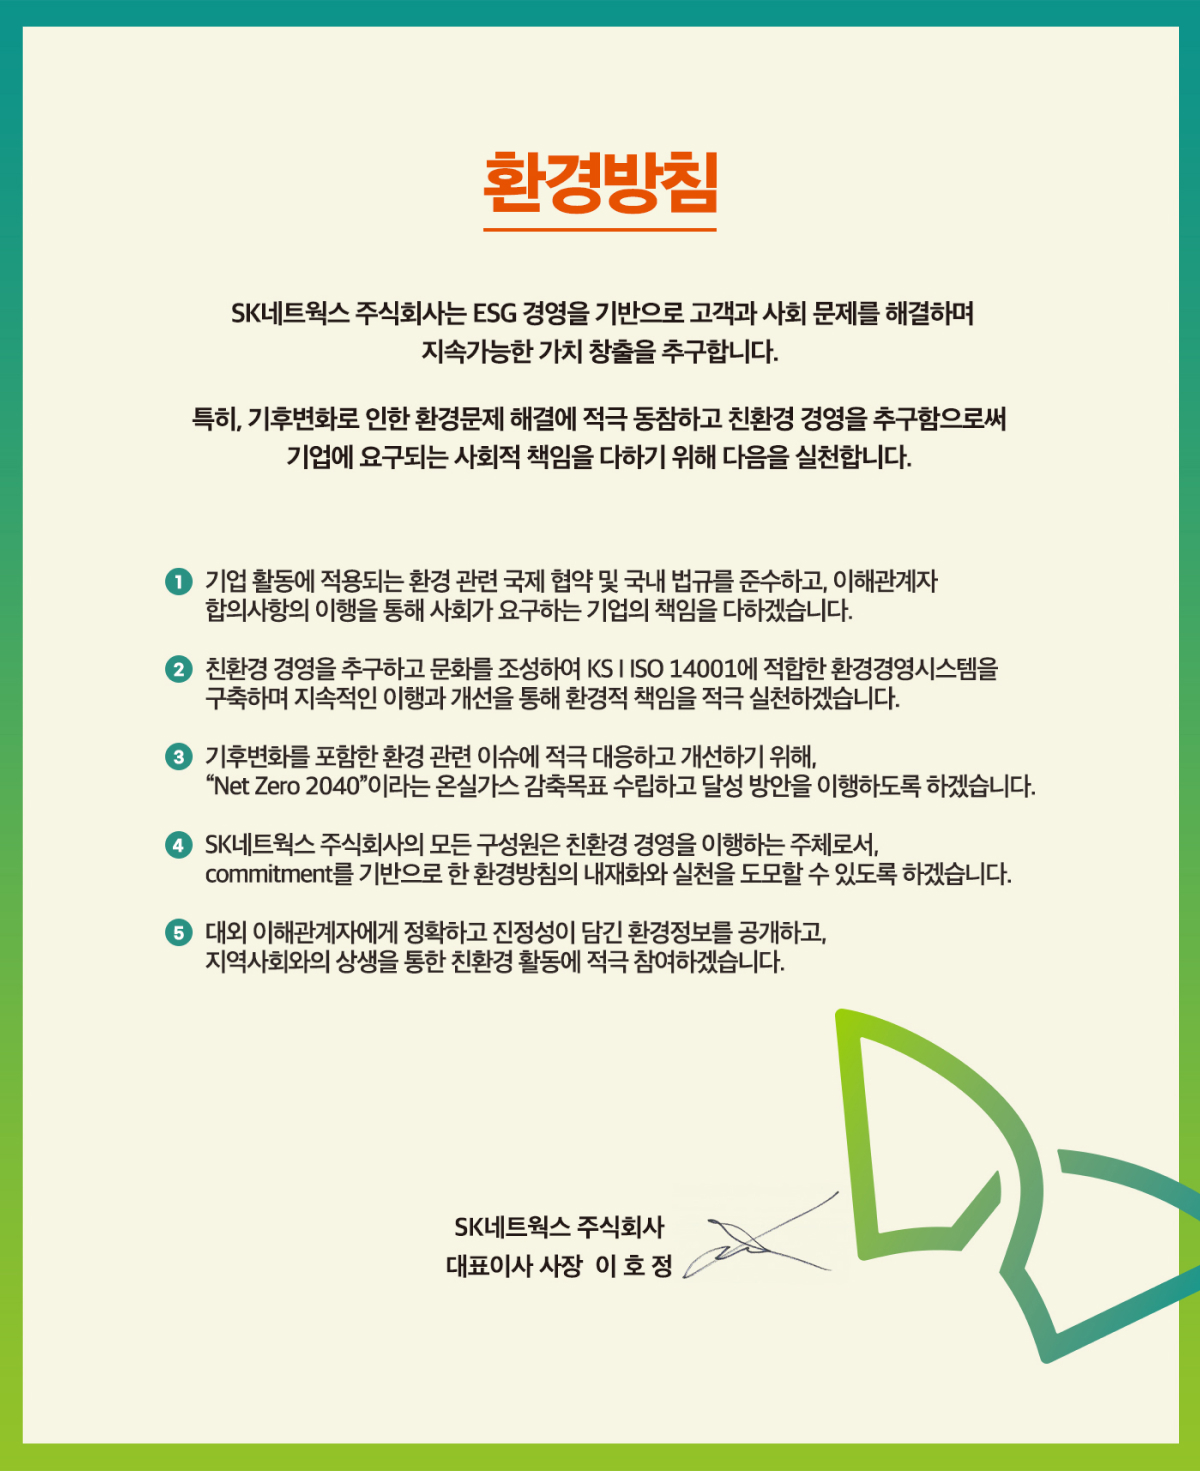 환경방침
SK네트웍스 주식회사는 ESG 경영을 기반으로 고객과 사회 문제를 해결하며
지속가능한 가치 창출을 추구합니다.
특히, 기후변화로 인한 환경문제 해결에 적극 동참하고 친환경 경영을 추구함으로써
기업에 요구되는 사회적 책임을 다하기 위해 다음을 실천합니다.
1 기업 활동에 적용되는 환경 관련 국제 협약 및 국내 법규를 준수하고, 이해관계자
합의사항의 이행을 통해 사회가 요구하는 기업의 책임을 다하겠습니다.
2 친환경 경영을 추구하고 문화를 조성하여 KS I ISO 14001에 적합한 환경경영시스템을
구축하며 지속적인 이행과 개선을 통해 환경적 책임을 적극 실천하겠습니다.
3 기후변화를 포함한 환경 관련 이슈에 적극 대응하고 개선하기 위해,
“Net Zero 2040”이라는 온실가스 감축목표 수립하고 달성 방안을 이행하도록 하겠습니다.
4 SK네트웍스 주식회사의 모든 구성원은 친환경 경영을 이행하는 주체로서,
commitment를 기반으로 한 환경방침의 내재화와 실천을 도모할 수 있도록 하겠습니다.
5 대외 이해관계자에게 정확하고 진정성이 담긴 환경정보를 공개하고,
지역사회와의 상생을 통한 친환경 활동에 적극 참여하겠습니다.
SK네트웍스 주식회사
대표이사 사장 이 호 정